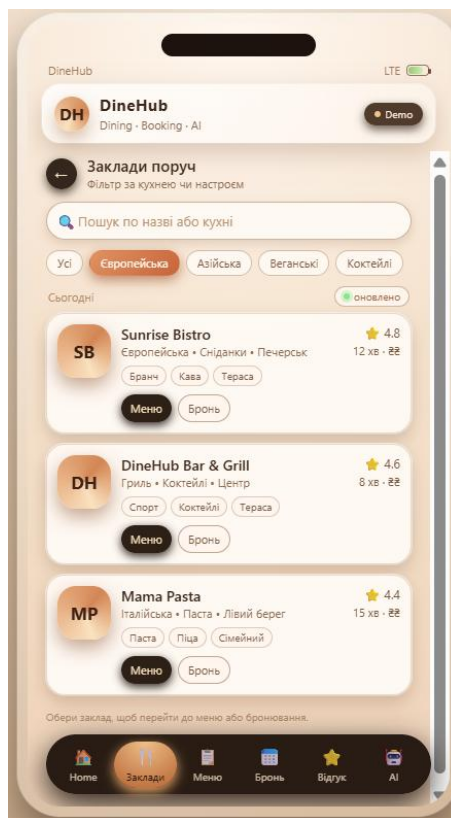 DineHub LTE
DH DineHub
Dining · Booking · AI
Demo
← Заклади поруч
Фільтр за кухнею чи настроєм
Пошук по назві або кухні
Усі Європейська Азійська Веганські Коктейлі
Сьогодні оновлено
SB Sunrise Bistro 4.8
Європейська • Сніданки • Печерськ 12 хв · ₴₴
Бранч Кава Тераса
Меню Бронь
DH DineHub Bar & Grill 4.6
Гриль • Коктейлі • Центр 8 хв · ₴₴
Спорт Коктейлі Тераса
Меню Бронь
MP Mama Pasta 4.4
Італійська • Паста • Лівий берег 15 хв · ₴₴
Паста Піца Сімейний
Меню Бронь
Обери заклад, щоб перейти до меню або бронювання.
Home Заклади Меню Бронь Відгук AI